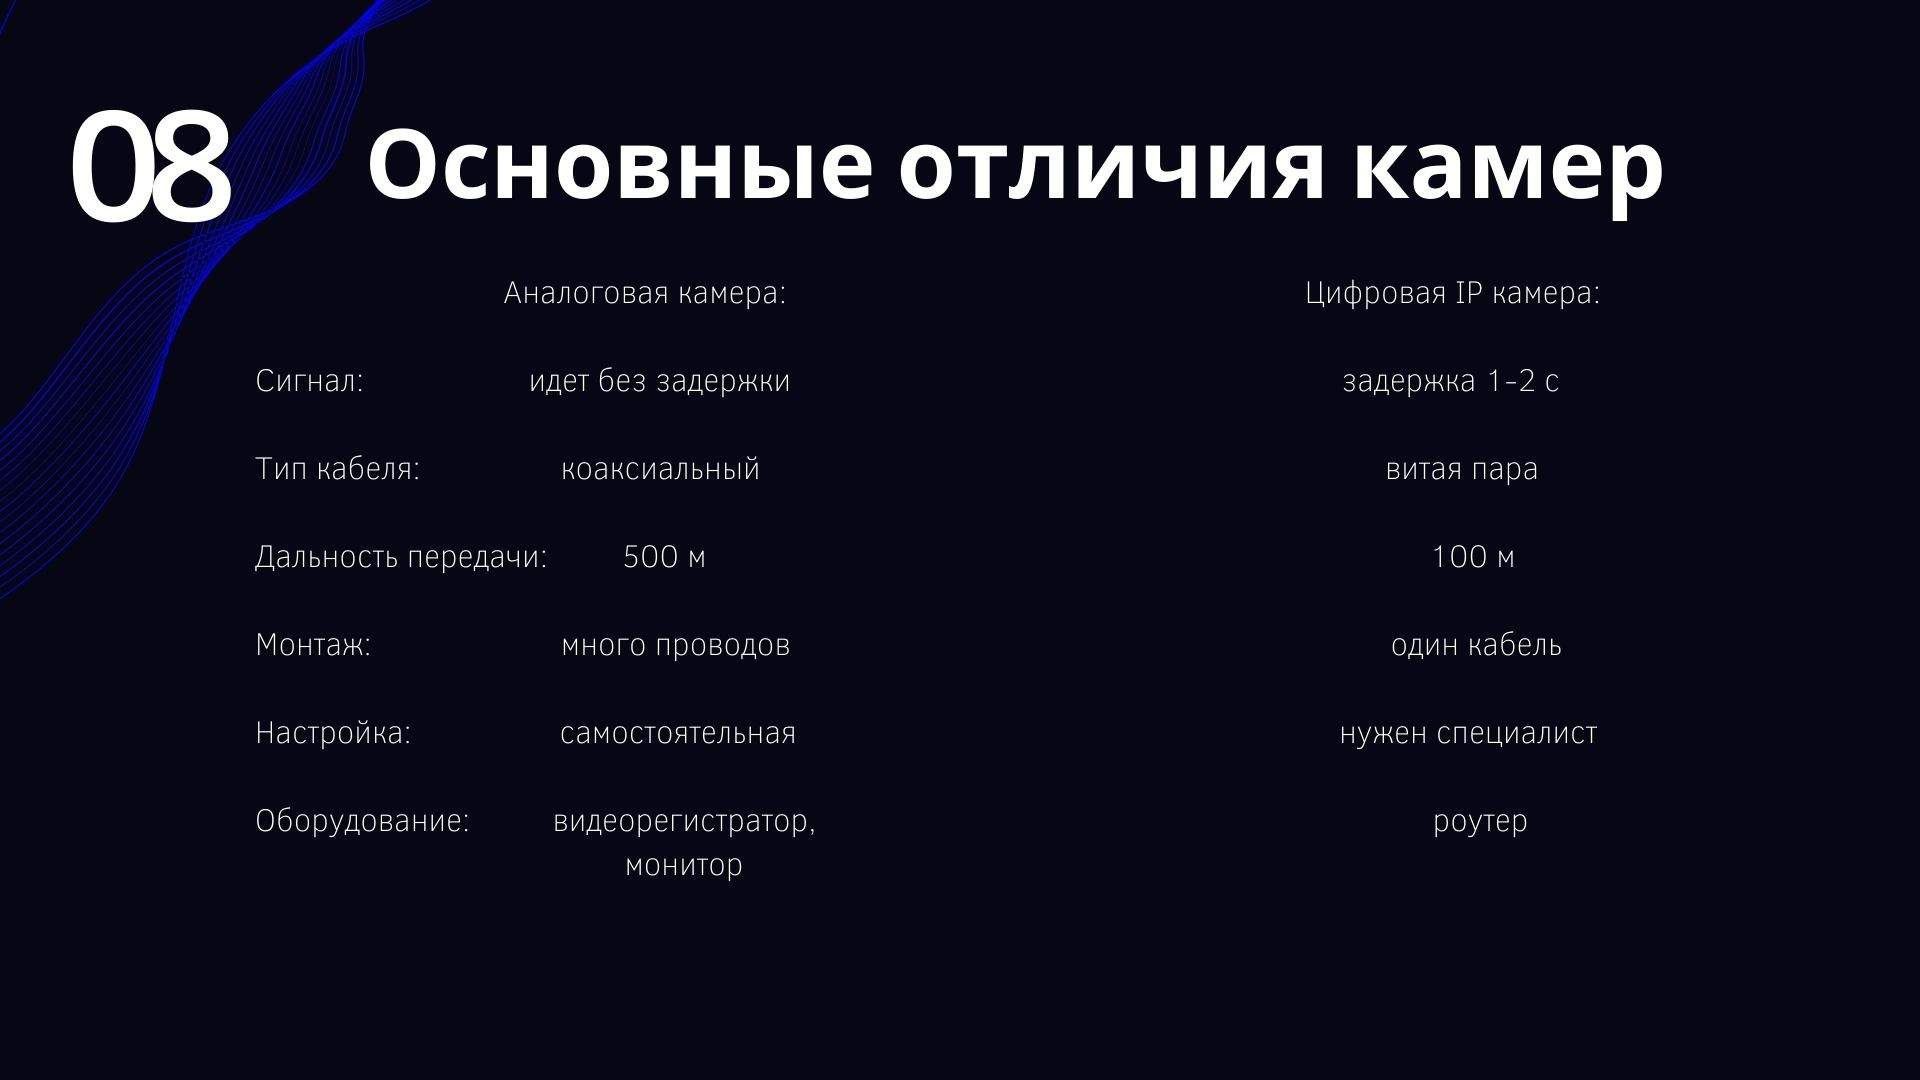 08 Основные отличия камер
Аналоговая камера: Цифровая IP камера:
Сигнал: идет без задержки задержка 1-2 с
Тип кабеля: коаксиальный витая пара
Дальность передачи: 500 м 100 м
Монтаж: много проводов один кабель
Настройка: самостоятельная нужен специалист
Оборудование: видеорегистратор, роутер
монитор